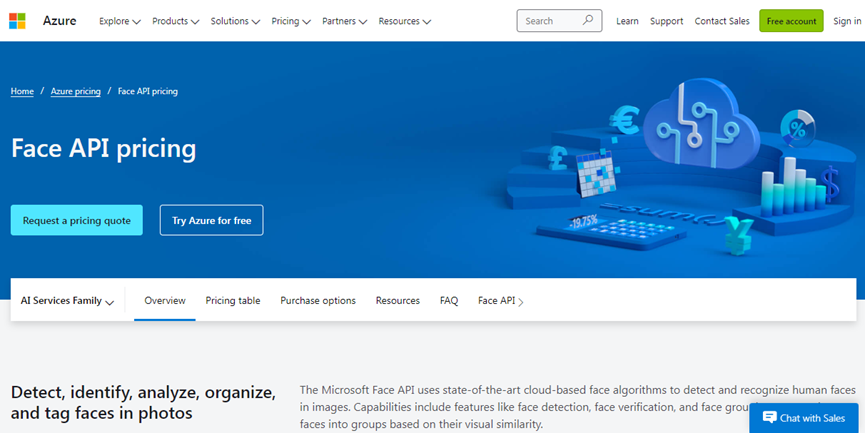 Azure Explore Products Solutions Pricing Partners Resources Search Learn Support Contact Sales Free account Sign in
Home / Azure pricing / Face API pricing
Face API pricing
Request a pricing quote Try Azure for free
-19.75%
AI Services Family Overview Pricing table Purchase options Resources FAQ Face API
Detect, identify, analyze, organize,
and tag faces in photos
The Microsoft Face API uses state-of-the-art cloud-based face algorithms to detect and recognize human faces
in images. Capabilities include features like face detection, face verification, and face
faces into groups based on their visual similarity.
Chat with Sales